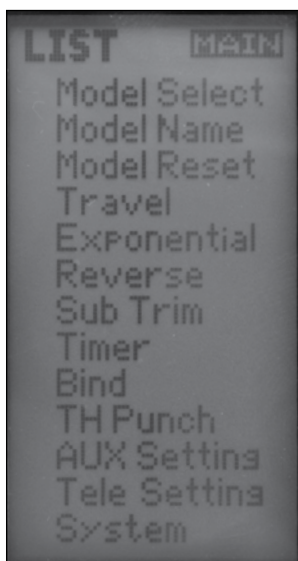 LIST MAIN
Model Select
Model Name
Model Reset
Travel
Exponential
Reverse
Sub Trim
Timer
Bind
TH Punch
AUX Setting
Tele Setting
System